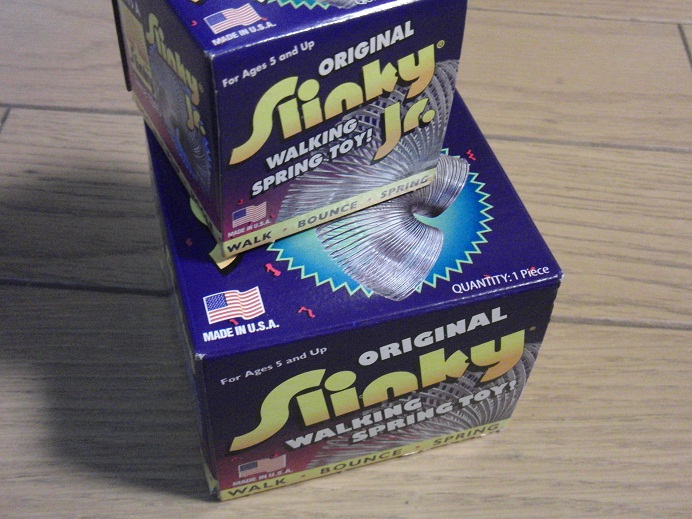 MADE IN U.S.A.
For Ages 5 and Up
ORIGINAL
Slinky®
Jr.
WALKING
SPRING TOY!
MADE IN U.S.A.
WALK · BOUNCE · SPRING
Slinky
Jr.
QUANTITY: 1 Piece
MADE IN U.S.A.
For Ages 5 and Up
ORIGINAL
Slinky®
WALKING
SPRING TOY!
MADE IN U.S.A.
WALK · BOUNCE · SPRING